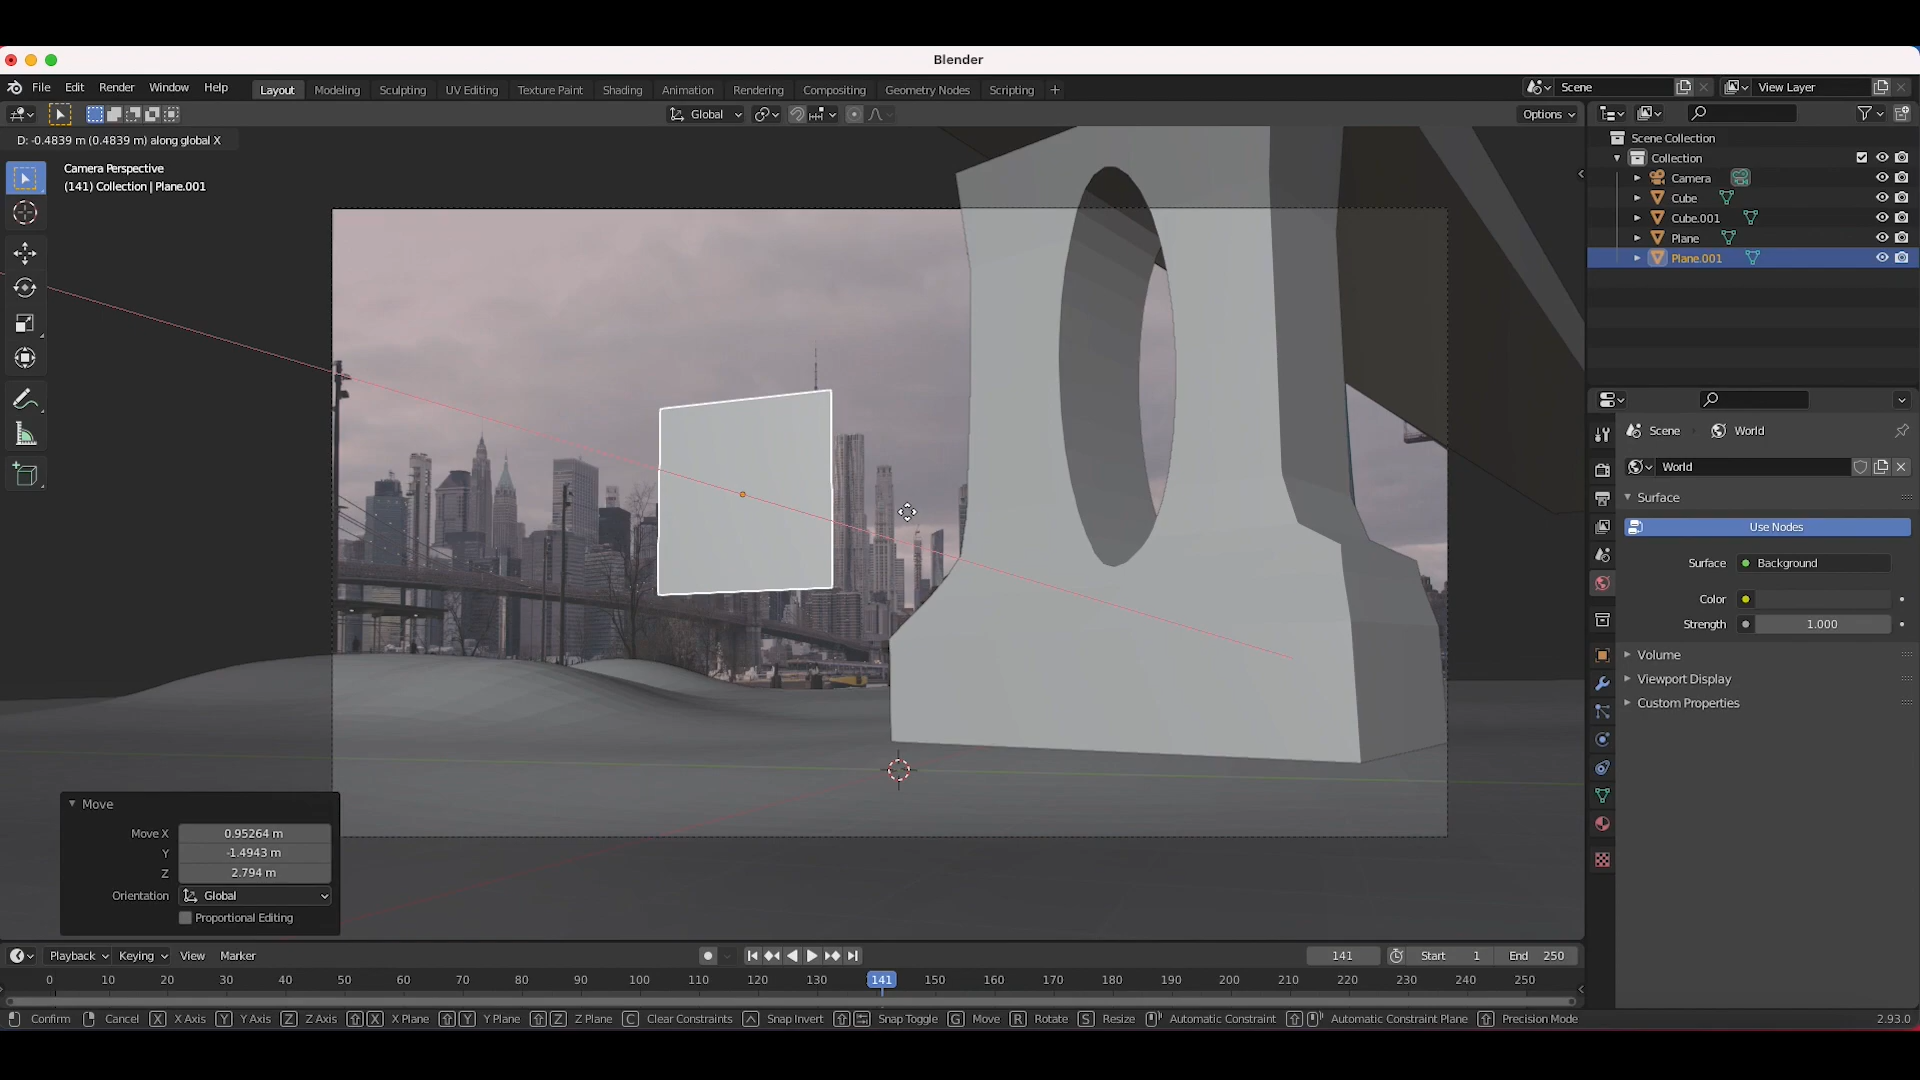 Blender
File Edit Render Window Help Layout Modeling Sculpting UV Editing Texture Paint Shading Animation Rendering Compositing Geometry Nodes Scripting + Scene View Layer
Global Options
D: -0.4839 m (0.4839 m) along global X
Camera Perspective
(141) Collection | Plane.001
Scene Collection
Collection
Camera
Cube
Cube.001
Plane
Plane.001
Scene World
World
Surface
Use Nodes
Surface Background
Color
Strength 1.000
Volume
Viewport Display
Custom Properties
Move
Move X 0.95264 m
Y -1.4943 m
Z 2.794 m
Orientation Global
Proportional Editing
Playback Keying View Marker 141 Start 1 End 250
0 10 20 30 40 50 60 70 80 90 100 110 120 130 141 150 160 170 180 190 200 210 220 230 240 250
Confirm Cancel X X Axis Y Y Axis Z Z Axis X X Plane Y Y Plane Z Z Plane C Clear Constraints Snap Invert Snap Toggle G Move R Rotate S Resize Automatic Constraint Automatic Constraint Plane Precision Mode 2.93.0